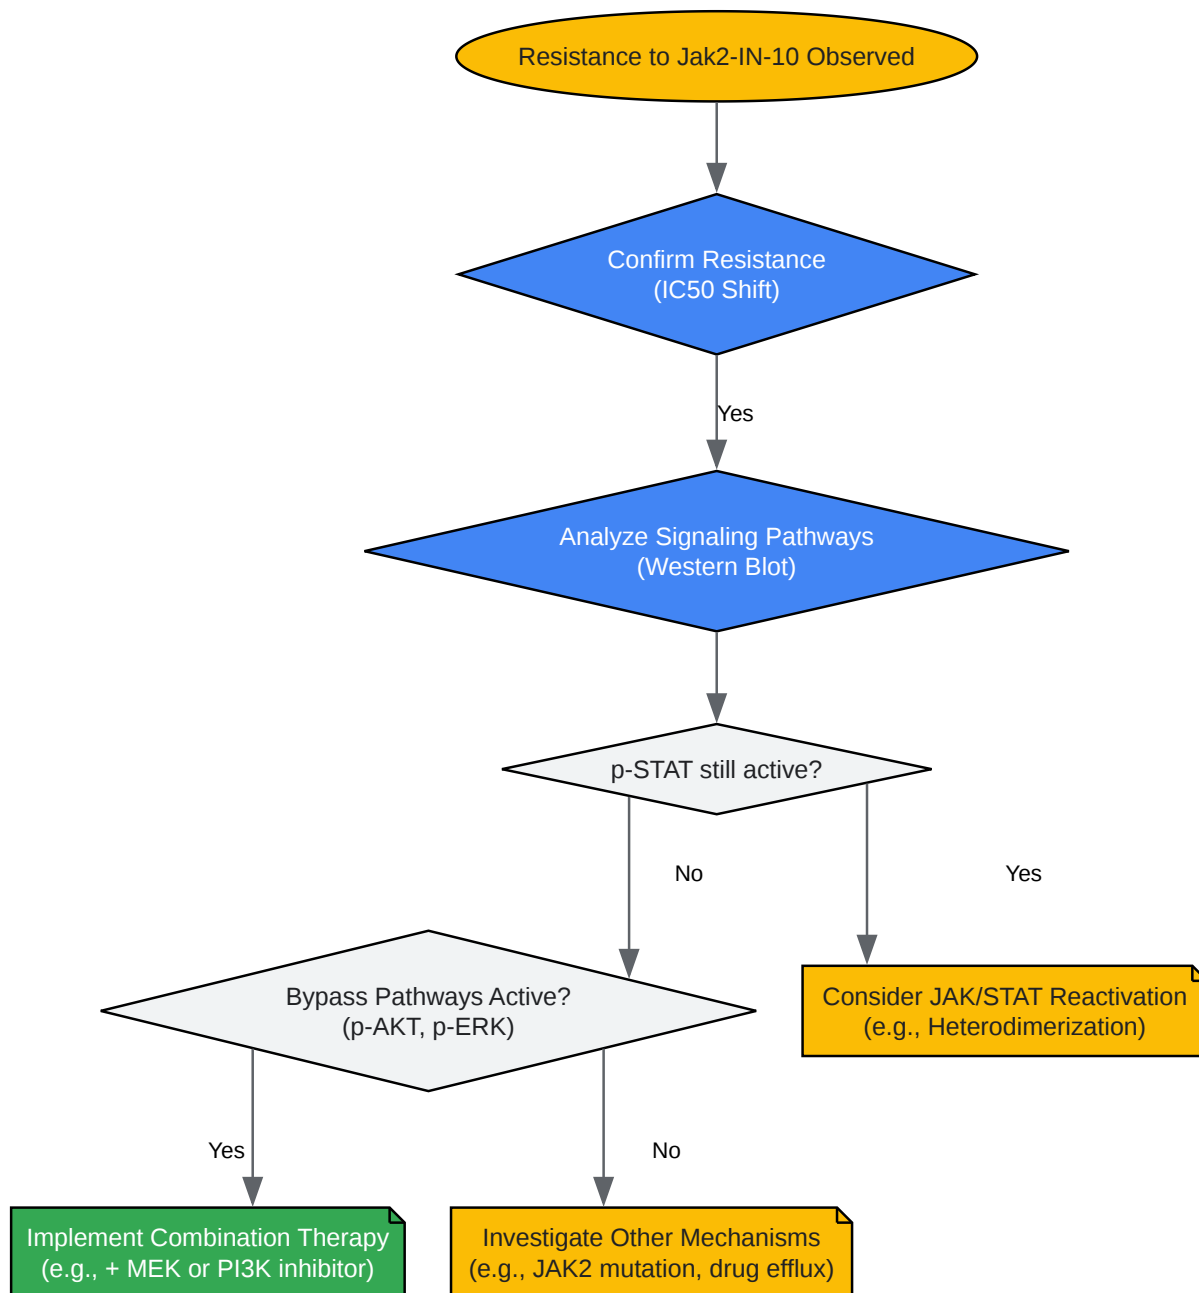 Resistance to Jak2-IN-10 Observed
Confirm Resistance
(IC50 Shift)
Yes
Analyze Signaling Pathways
(Western Blot)
p-STAT still active?
No
Yes
Bypass Pathways Active?
(p-AKT, p-ERK)
Consider JAK/STAT Reactivation
(e.g., Heterodimerization)
Yes
No
Implement Combination Therapy
(e.g., + MEK or PI3K inhibitor)
Investigate Other Mechanisms
(e.g., JAK2 mutation, drug efflux)